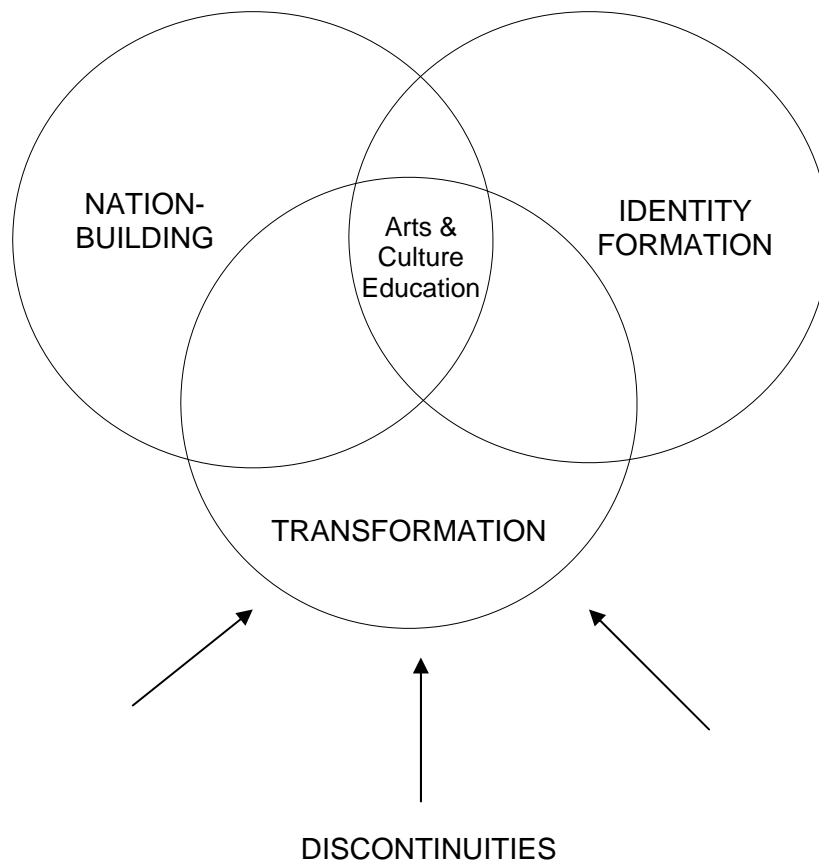 NATION-
BUILDING
Arts &
Culture
Education
IDENTITY
FORMATION
TRANSFORMATION
DISCONTINUITIES